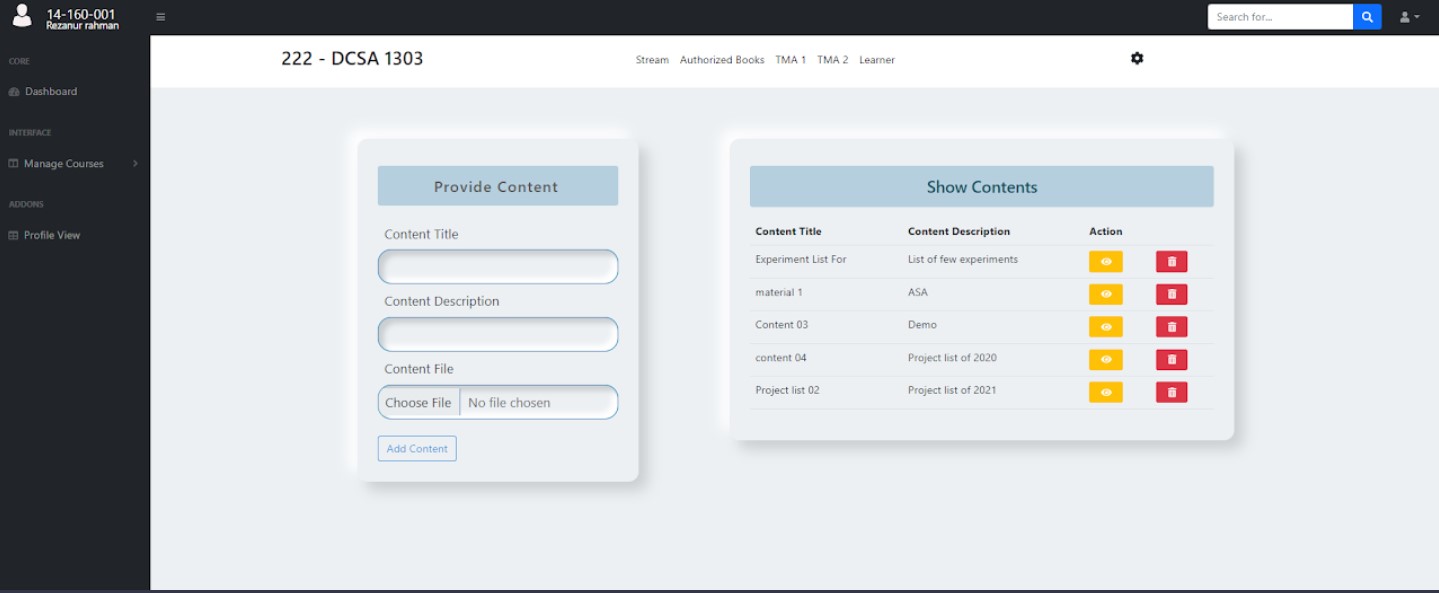 14-160-001
Rezanur rahman
Search for...
CORE
Dashboard
INTERFACE
Manage Courses
ADDONS
Profile View
222 - DCSA 1303
Stream Authorized Books TMA 1 TMA 2 Learner
Provide Content
Content Title
Content Description
Content File
Choose File No file chosen
Add Content
Show Contents
Content Title Content Description Action
Experiment List For List of few experiments
material 1 ASA
Content 03 Demo
content 04 Project list of 2020
Project list 02 Project list of 2021